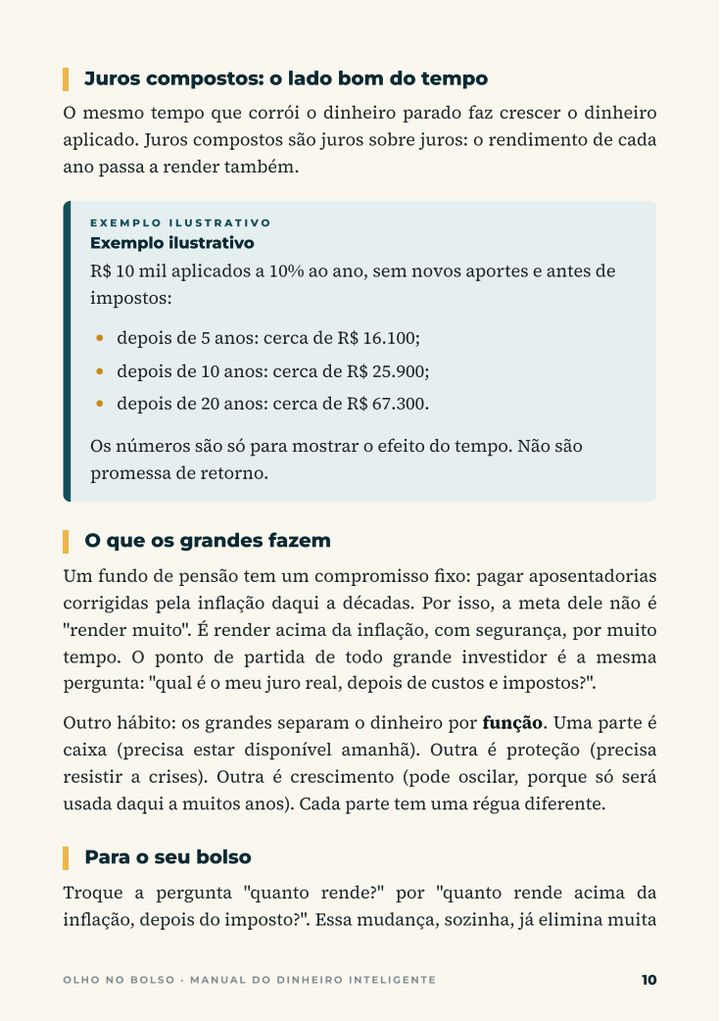 Juros compostos: o lado bom do tempo
O mesmo tempo que corrói o dinheiro parado faz crescer o dinheiro
aplicado. Juros compostos são juros sobre juros: o rendimento de cada
ano passa a render também.
EXEMPLO ILUSTRATIVO
Exemplo ilustrativo
R$ 10 mil aplicados a 10% ao ano, sem novos aportes e antes de
impostos:
• depois de 5 anos: cerca de R$ 16.100;
• depois de 10 anos: cerca de R$ 25.900;
• depois de 20 anos: cerca de R$ 67.300.
Os números são só para mostrar o efeito do tempo. Não são
promessa de retorno.
O que os grandes fazem
Um fundo de pensão tem um compromisso fixo: pagar aposentadorias
corrigidas pela inflação daqui a décadas. Por isso, a meta dele não é
"render muito". É render acima da inflação, com segurança, por muito
tempo. O ponto de partida de todo grande investidor é a mesma
pergunta: "qual é o meu juro real, depois de custos e impostos?".
Outro hábito: os grandes separam o dinheiro por função. Uma parte é
caixa (precisa estar disponível amanhã). Outra é proteção (precisa
resistir a crises). Outra é crescimento (pode oscilar, porque só será
usada daqui a muitos anos). Cada parte tem uma régua diferente.
Para o seu bolso
Troque a pergunta "quanto rende?" por "quanto rende acima da
inflação, depois do imposto?". Essa mudança, sozinha, já elimina muita
OLHO NO BOLSO · MANUAL DO DINHEIRO INTELIGENTE 10